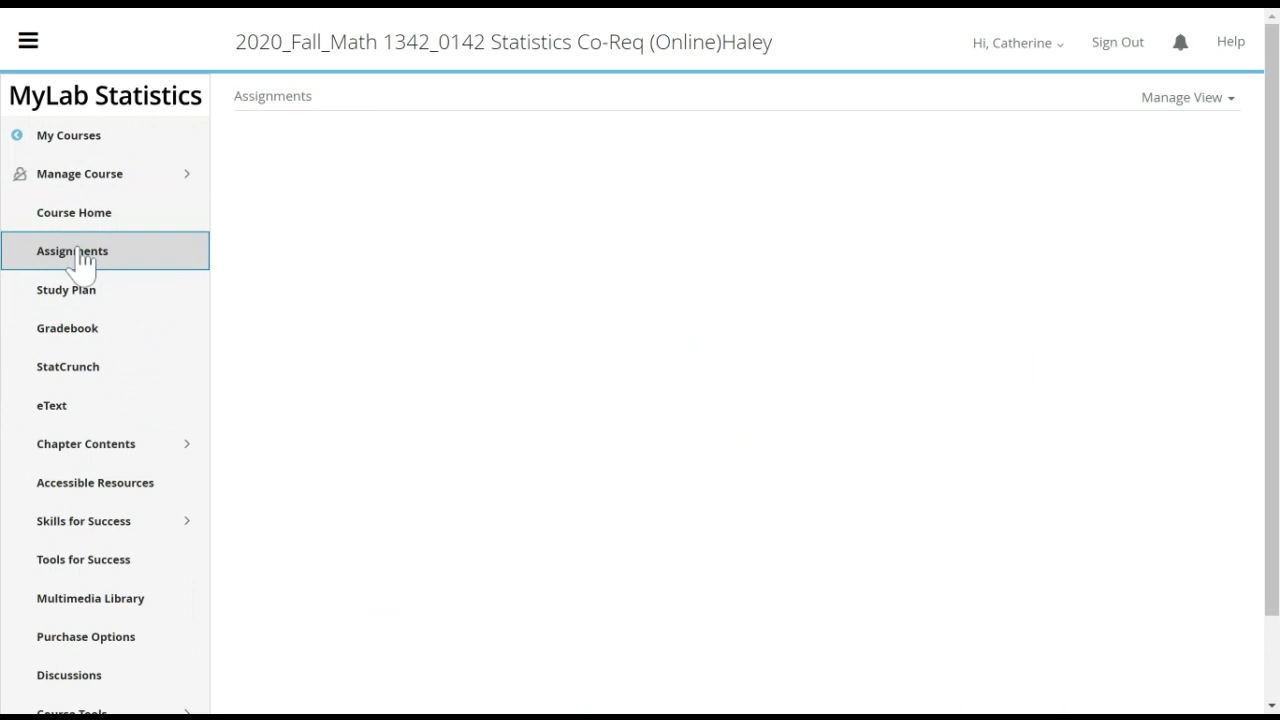 2020_Fall_Math 1342_0142 Statistics Co-Req (Online)Haley
Hi, Catherine
Sign Out
Help
MyLab Statistics
Assignments
Manage View
My Courses
Manage Course
Course Home
Assignments
Study Plan
Gradebook
StatCrunch
eText
Chapter Contents
Accessible Resources
Skills for Success
Tools for Success
Multimedia Library
Purchase Options
Discussions
Course Tools